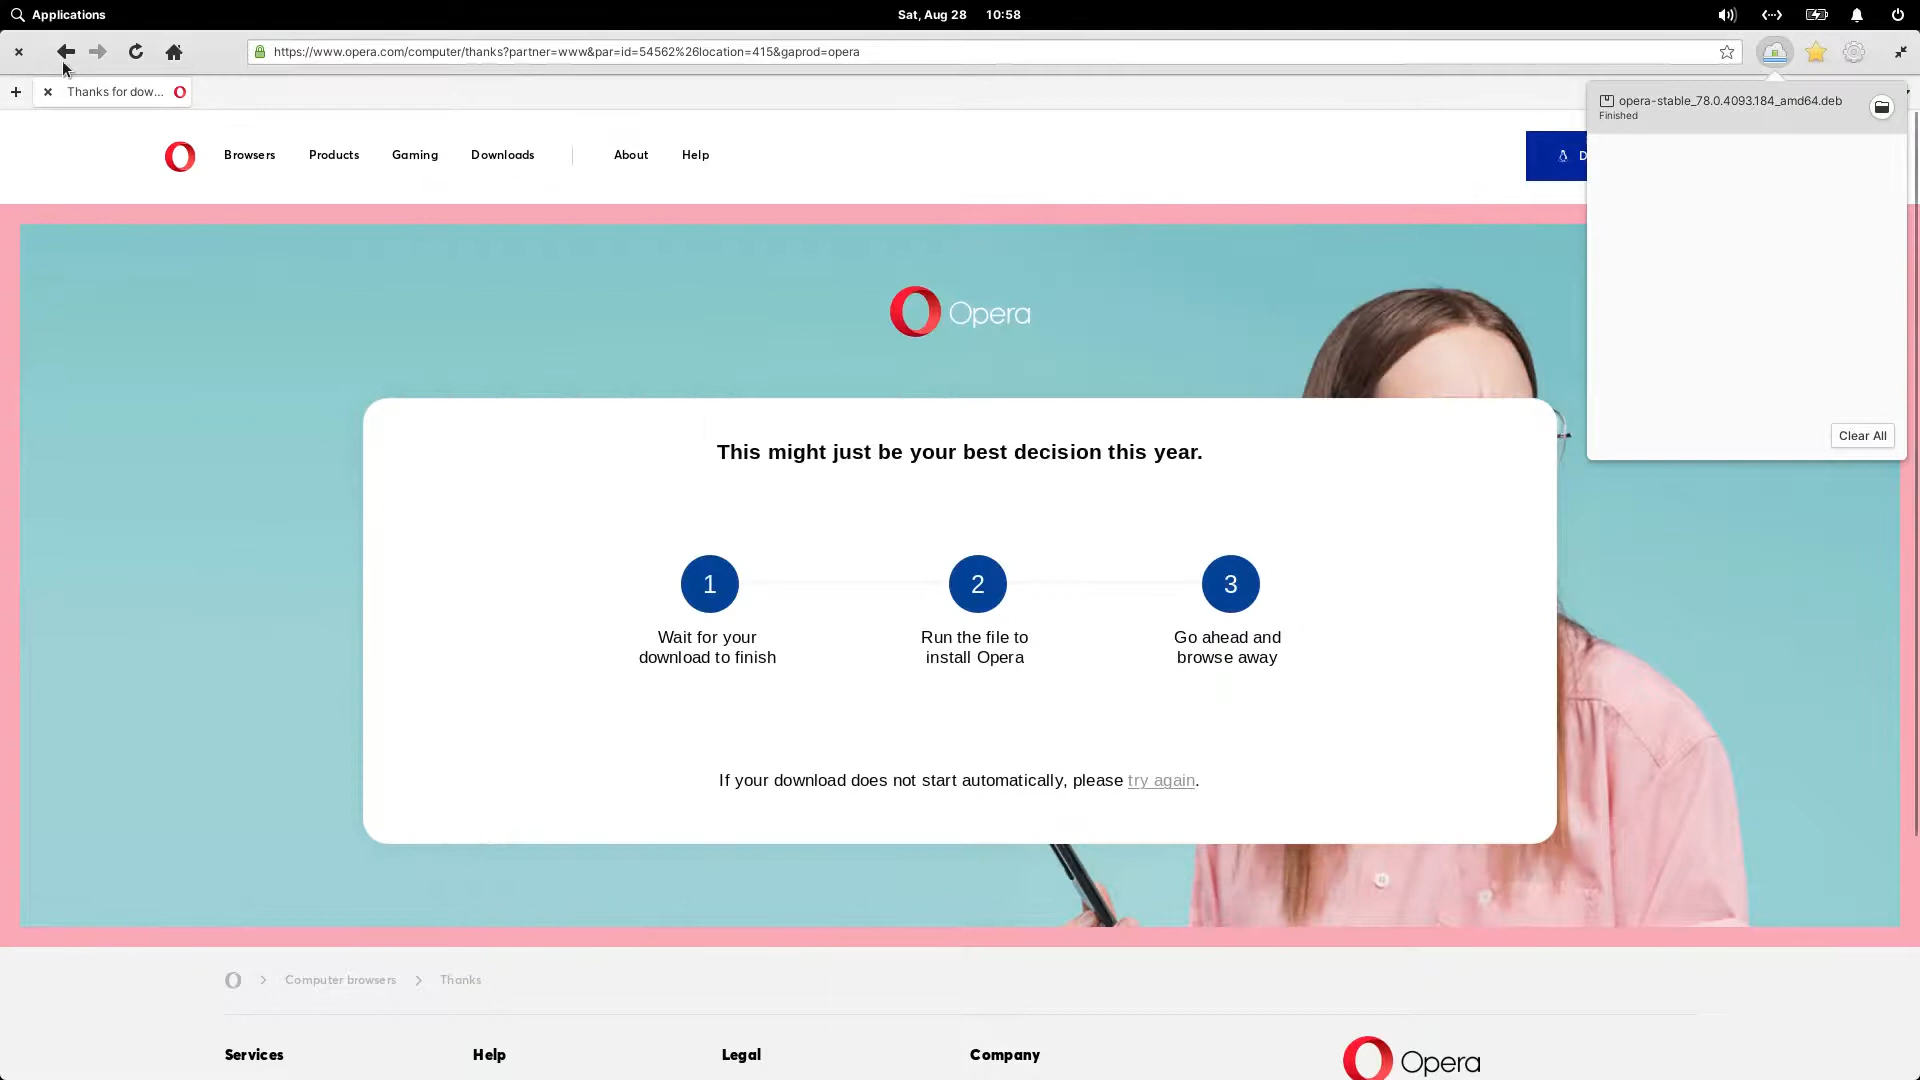 Applications
Sat, Aug 28 10:58
https://www.opera.com/computer/thanks?partner=www&par=id=54562%26location=415&gaprod=opera
Thanks for dow...
opera-stable_78.0.4093.184_amd64.deb
Finished
Browsers Products Gaming Downloads About Help
D
Opera
Clear All
This might just be your best decision this year.
1 2 3
Wait for your
download to finish
Run the file to
install Opera
Go ahead and
browse away
If your download does not start automatically, please try again.
Computer browsers Thanks
Services Help Legal Company
Opera